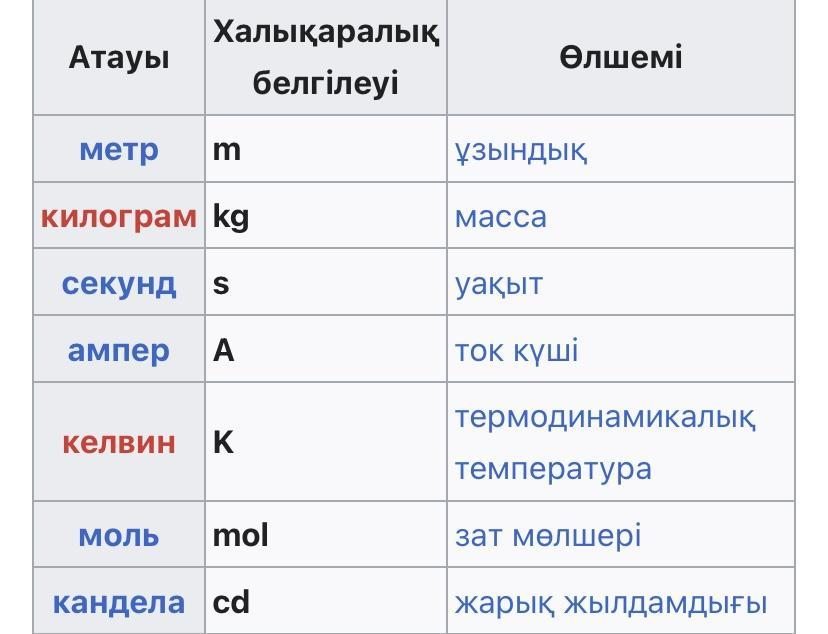 Атауы
Халықаралық
белгілеуі
Өлшемі
метр
m
ұзындық
килограм
kg
масса
секунд
s
уақыт
ампер
A
ток күші
келвин
K
термодинамикалық
температура
моль
mol
зат мөлшері
кандела
cd
жарық жылдамдығы